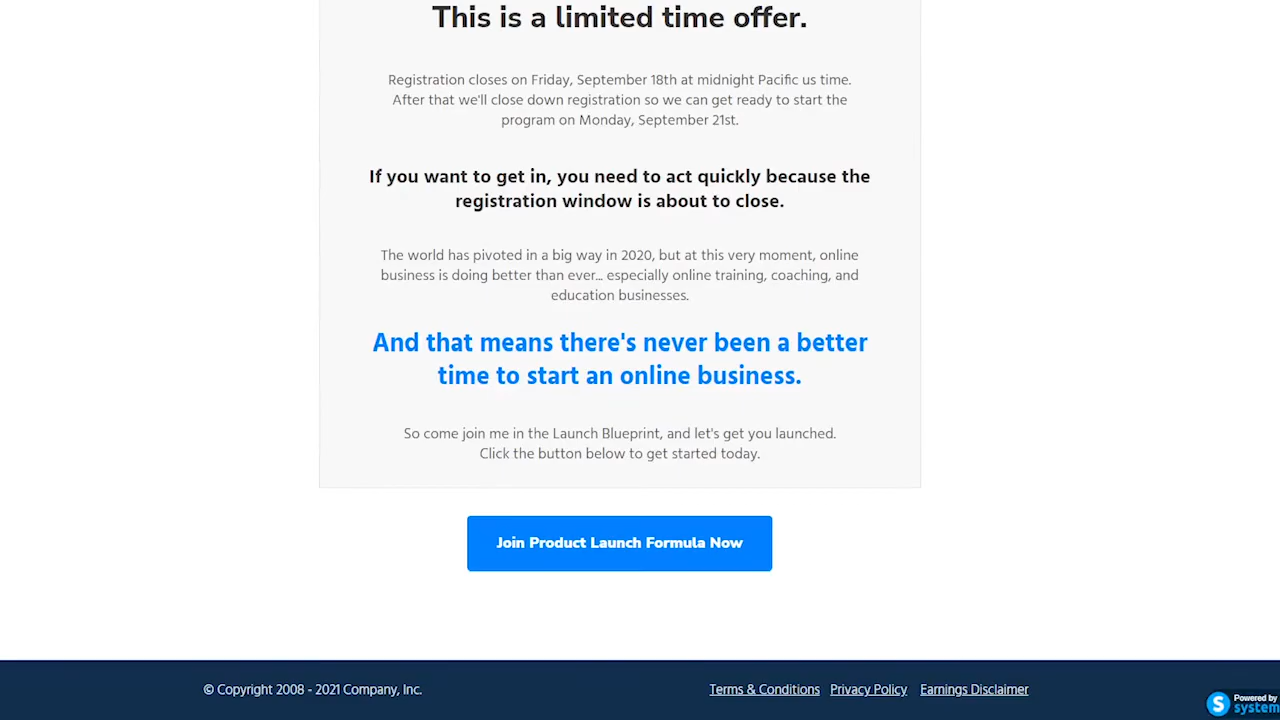 This is a limited time offer.
Registration closes on Friday, September 18th at midnight Pacific us time.
After that we'll close down registration so we can get ready to start the
program on Monday, September 21st.
If you want to get in, you need to act quickly because the
registration window is about to close.
The world has pivoted in a big way in 2020, but at this very moment, online
business is doing better than ever... especially online training, coaching, and
education businesses.
And that means there's never been a better
time to start an online business.
So come join me in the Launch Blueprint, and let's get you launched.
Click the button below to get started today.
Join Product Launch Formula Now
© Copyright 2008 - 2021 Company, Inc.
Terms & Conditions Privacy Policy Earnings Disclaimer
S
Powered by
system